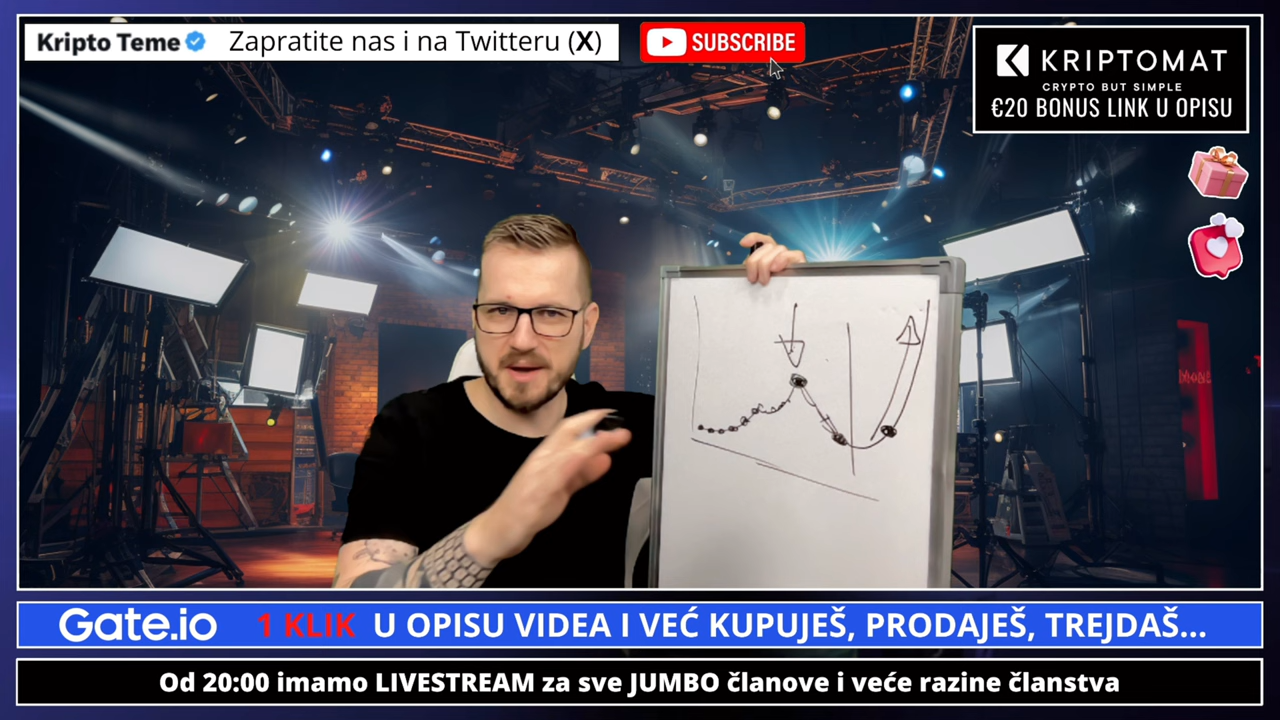 Kripto Teme Zapratite nas i na Twitteru (X)
SUBSCRIBE
KRIPTOMAT
CRYPTO BUT SIMPLE
€20 BONUS LINK U OPISU
Gate.io 1 KLIK U OPISU VIDEA I VEĆ KUPUJEŠ, PRODAJEŠ, TREJDAŠ...
Od 20:00 imamo LIVESTREAM za sve JUMBO članove i veće razine članstva